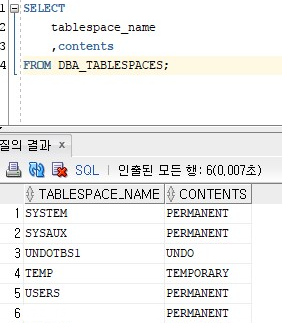 1 SELECT
2 tablespace_name
3 ,contents
4 FROM DBA_TABLESPACES;
질의 결과 x
SQL | 인출된 모든 행: 6(0,007초)
TABLESPACE_NAME CONTENTS
1 SYSTEM PERMANENT
2 SYSAUX PERMANENT
3 UNDOTBS1 UNDO
4 TEMP TEMPORARY
5 USERS PERMANENT
6 PERMANENT